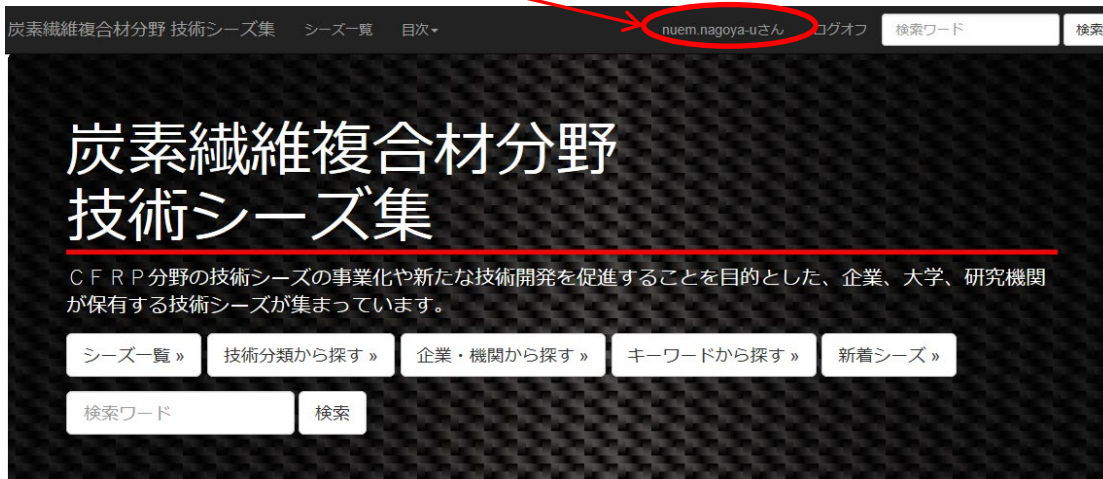 炭素繊維複合材分野 技術シーズ集 シーズ一覧 目次 nuem.nagoya-uさん ログオフ 検索ワード 検索
炭素繊維複合材分野
技術シーズ集
ＣＦＲＰ分野の技術シーズの事業化や新たな技術開発を促進することを目的とした、企業、大学、研究機関
が保有する技術シーズが集まっています。
シーズ一覧 » 技術分類から探す » 企業・機関から探す » キーワードから探す » 新着シーズ »
検索ワード 検索